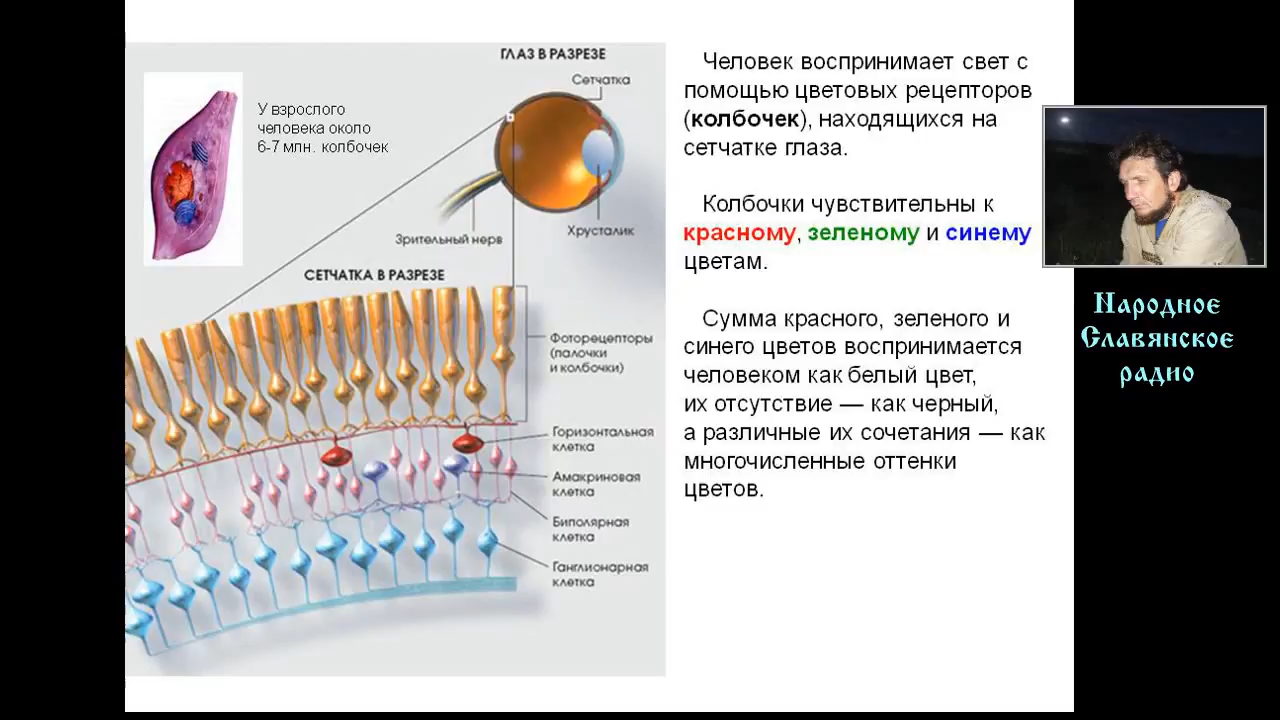 ГЛАЗ В РАЗРЕЗЕ
Сетчатка
У взрослого
человека около
6-7 млн. колбочек
Зрительный нерв
Хрусталик
СЕТЧАТКА В РАЗРЕЗЕ
Фоторецепторы
(палочки
и колбочки)
Горизонтальная
клетка
Амакриновая
клетка
Биполярная
клетка
Ганглионарная
клетка
Человек воспринимает свет с
помощью цветовых рецепторов
(колбочек), находящихся на
сетчатке глаза.
Колбочки чувствительны к
красному, зеленому и синему
цветам.
Сумма красного, зеленого и
синего цветов воспринимается
человеком как белый цвет,
их отсутствие — как черный,
а различные их сочетания — как
многочисленные оттенки
цветов.
Народное
Славянское
радио